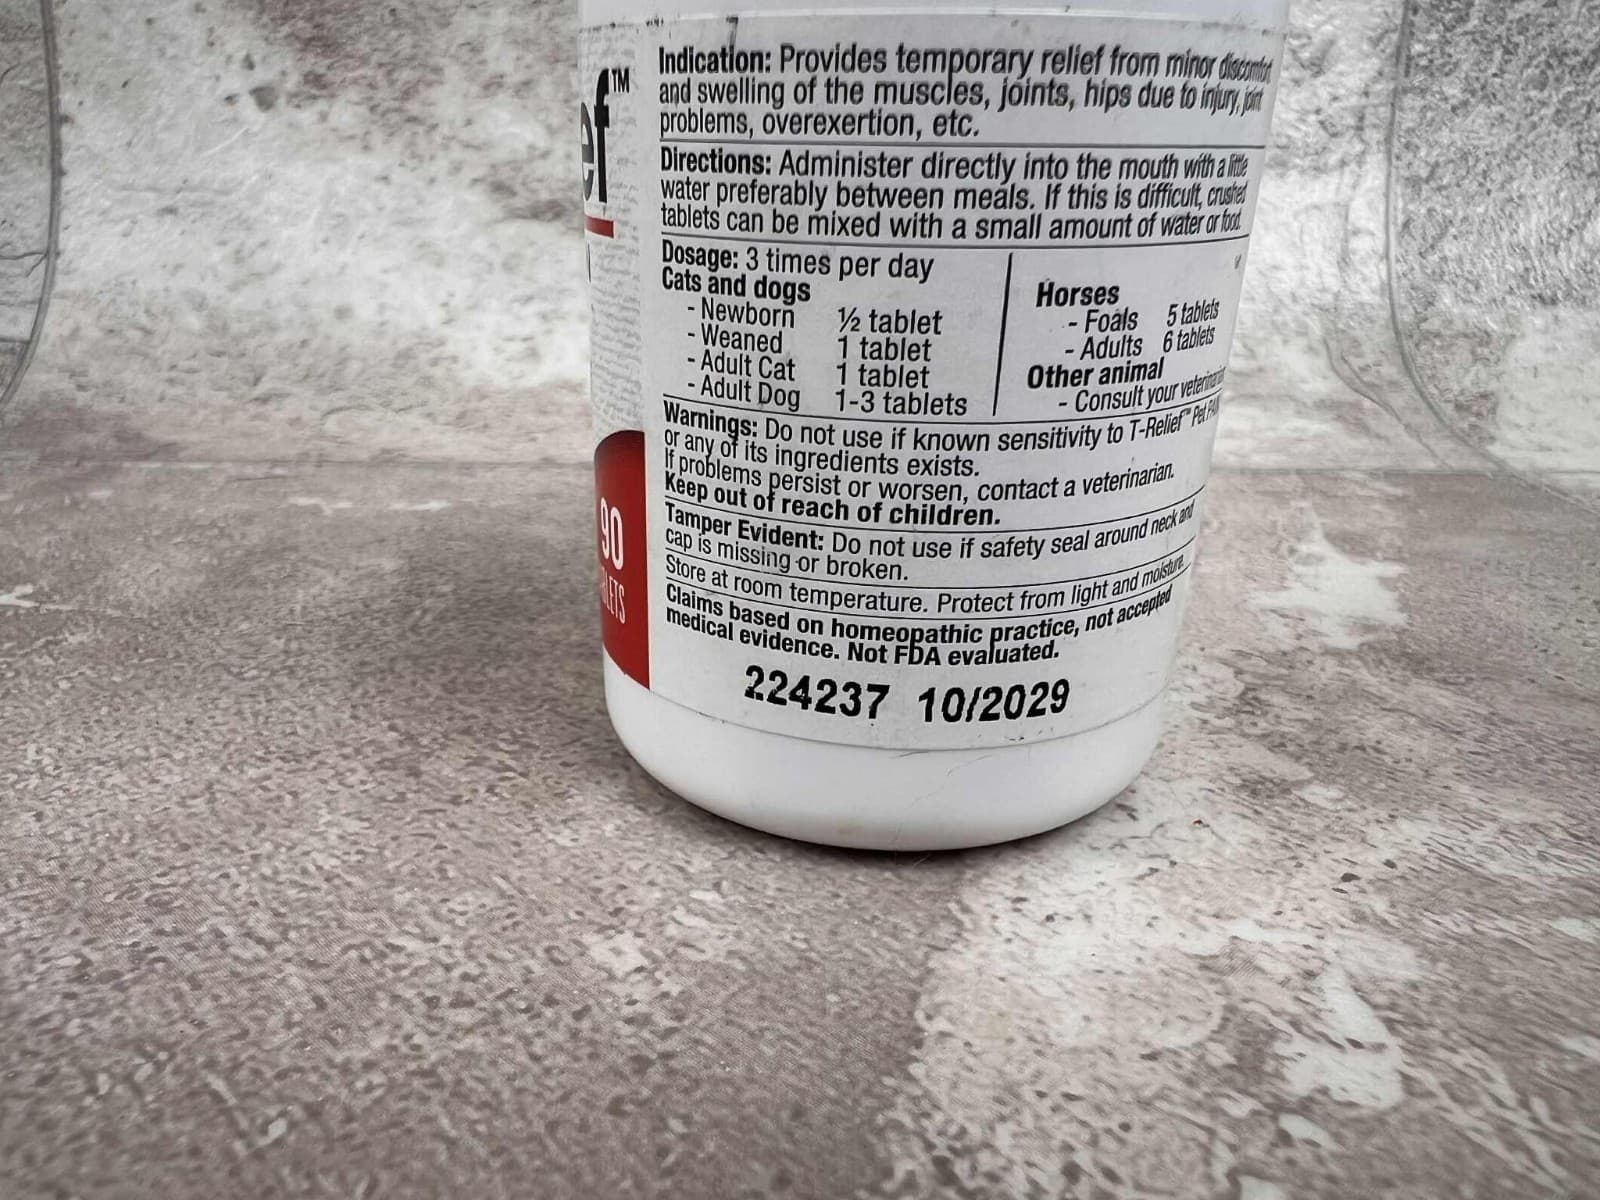 ef™
90
Indication: Provides temporary relief from minor discomfort
and swelling of the muscles, joints, hips due to injury, joint
problems, overexertion, etc.
Directions: Administer directly into the mouth with a little
water preferably between meals. If this is difficult, crushed
tablets can be mixed with a small amount of water or food.
Dosage: 3 times per day
Cats and dogs
- Newborn ½ tablet
- Weaned 1 tablet
- Adult Cat 1 tablet
- Adult Dog 1-3 tablets
Horses
- Foals 5 tablets
- Adults 6 tablets
Other animal
- Consult your veterinarian
Warnings: Do not use if known sensitivity to T-Relief™ Pet
or any of its ingredients exists.
If problems persist or worsen, contact a veterinarian.
Keep out of reach of children.
Tamper Evident: Do not use if safety seal around neck and
cap is missing or broken.
Store at room temperature. Protect from light and moisture.
Claims based on homeopathic practice, not accepted
medical evidence. Not FDA evaluated.
224237 10/2029